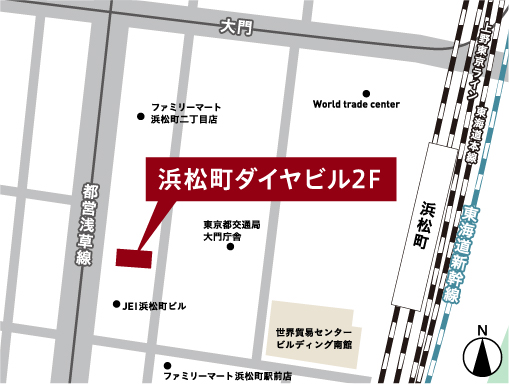 大門
上野東京ライン
東海道本線
World trade center
ファミリーマート
浜松町二丁目店
浜松町ダイヤビル2F
都営浅草線
東京都交通局
大門庁舎
浜松町
東海道新幹線
JEI浜松町ビル
世界貿易センター
ビルディング南館
N
ファミリーマート浜松町駅前店